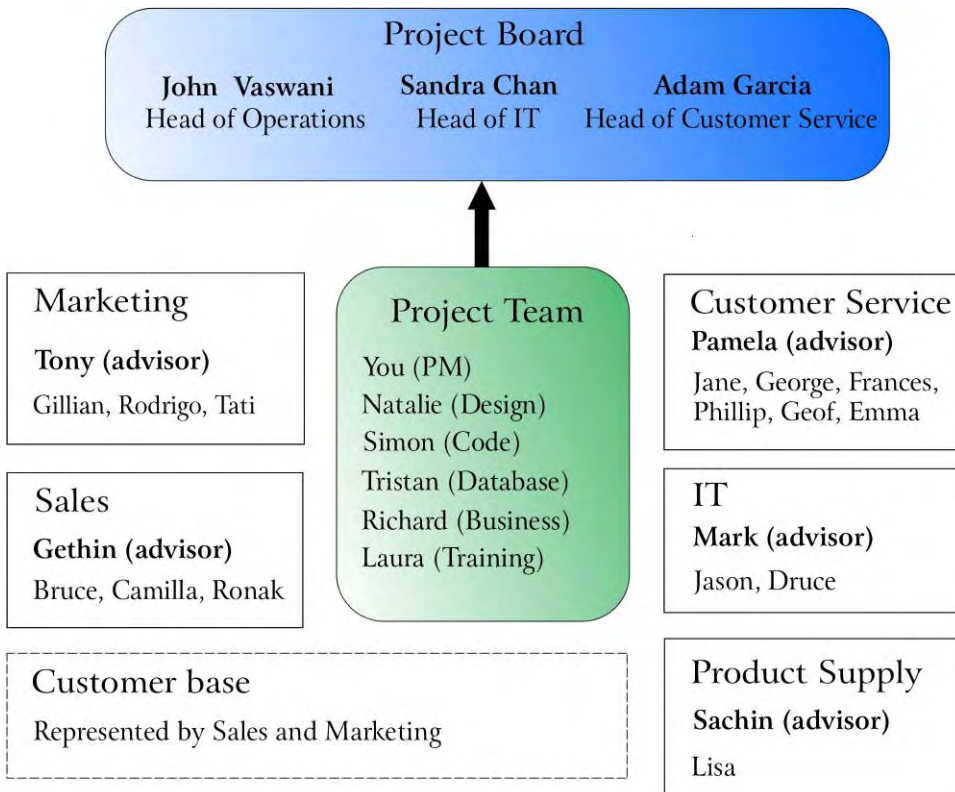 Project Board
John Vaswani
Head of Operations
Sandra Chan
Head of IT
Adam Garcia
Head of Customer Service
Marketing
Tony (advisor)
Gillian, Rodrigo, Tati
Sales
Gethin (advisor)
Bruce, Camilla, Ronak
Project Team
You (PM)
Natalie (Design)
Simon (Code)
Tristan (Database)
Richard (Business)
Laura (Training)
Customer Service
Pamela (advisor)
Jane, George, Frances,
Phillip, Geof, Emma
IT
Mark (advisor)
Jason, Druce
Customer base
Represented by Sales and Marketing
Product Supply
Sachin (advisor)
Lisa